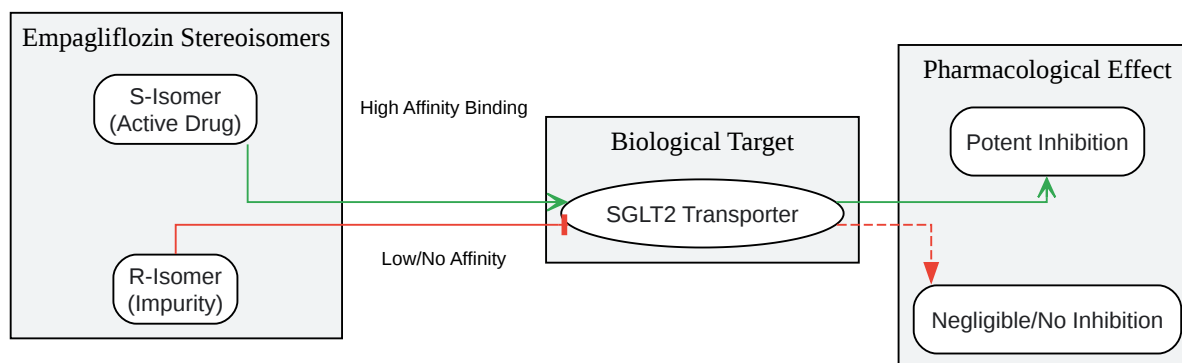 Empagliflozin Stereoisomers
S-Isomer
(Active Drug)
R-Isomer
(Impurity)
High Affinity Binding
Low/No Affinity
Biological Target
SGLT2 Transporter
Pharmacological Effect
Potent Inhibition
Negligible/No Inhibition